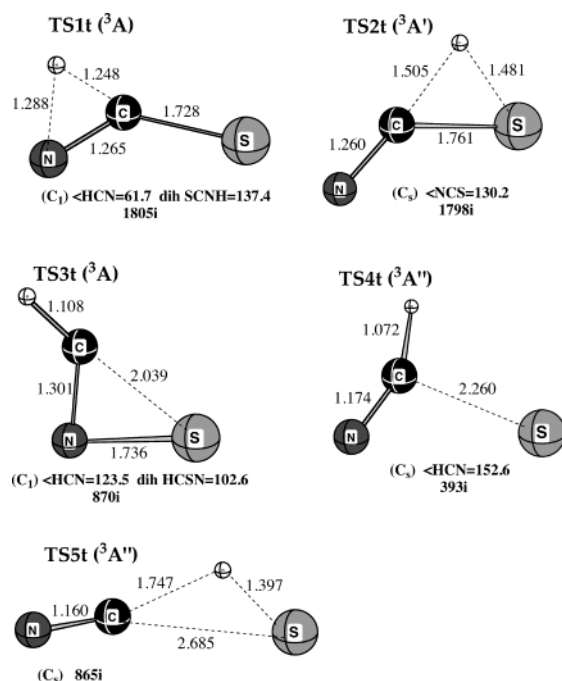 TS1t (³A)
1.248
1.288
C
1.728
S
N
1.265
(C₁) <HCN=61.7 dih SCNH=137.4
1805i
TS2t (³A')
1.505
1.481
C
S
1.260
1.761
N
(Cₛ) <NCS=130.2
1798i
TS3t (³A)
1.108
C
1.301
2.039
N
S
1.736
(C₁) <HCN=123.5 dih HCSN=102.6
870i
TS4t (³A")
1.072
C
1.174
2.260
N
S
(Cₛ) <HCN=152.6
393i
TS5t (³A")
1.747
1.397
1.160
C
N
S
2.685
(Cₛ) 865i